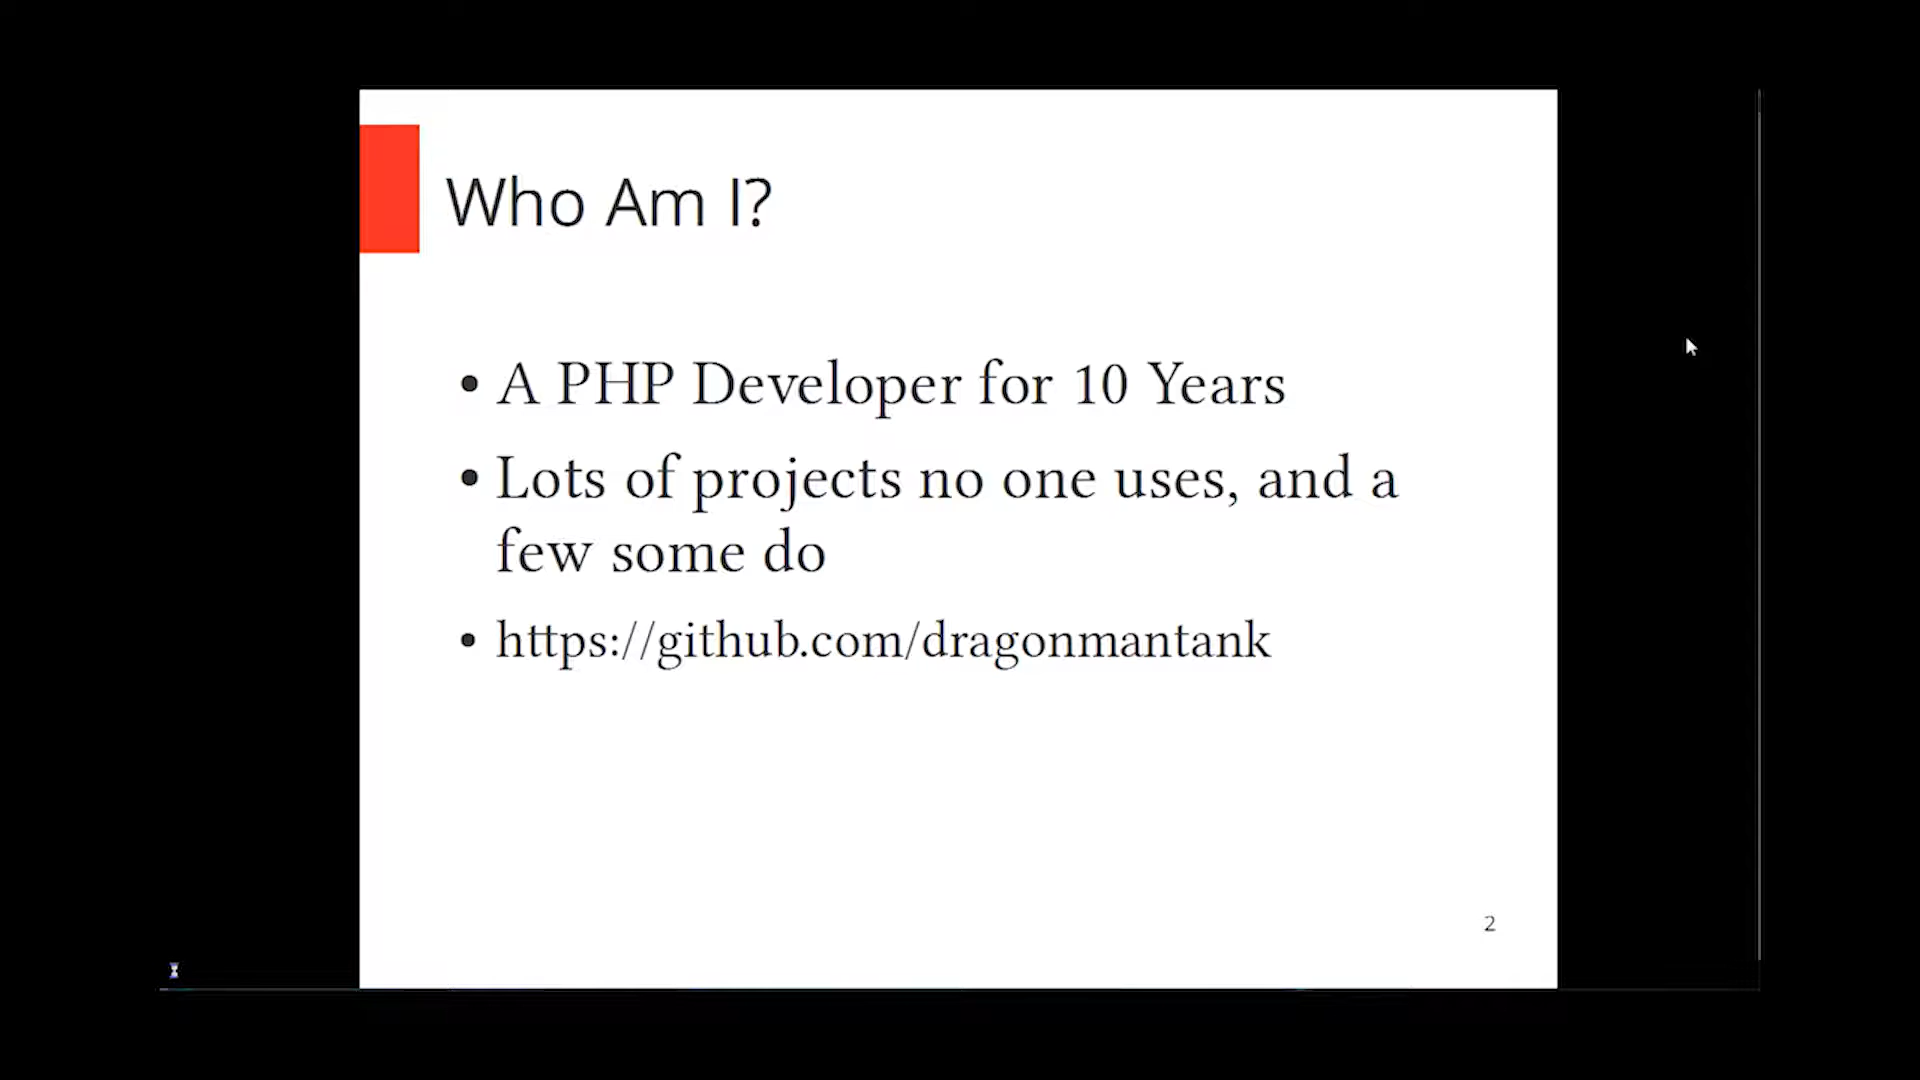 Who Am I?
• A PHP Developer for 10 Years
• Lots of projects no one uses, and a
few some do
• https://github.com/dragonmantank
2